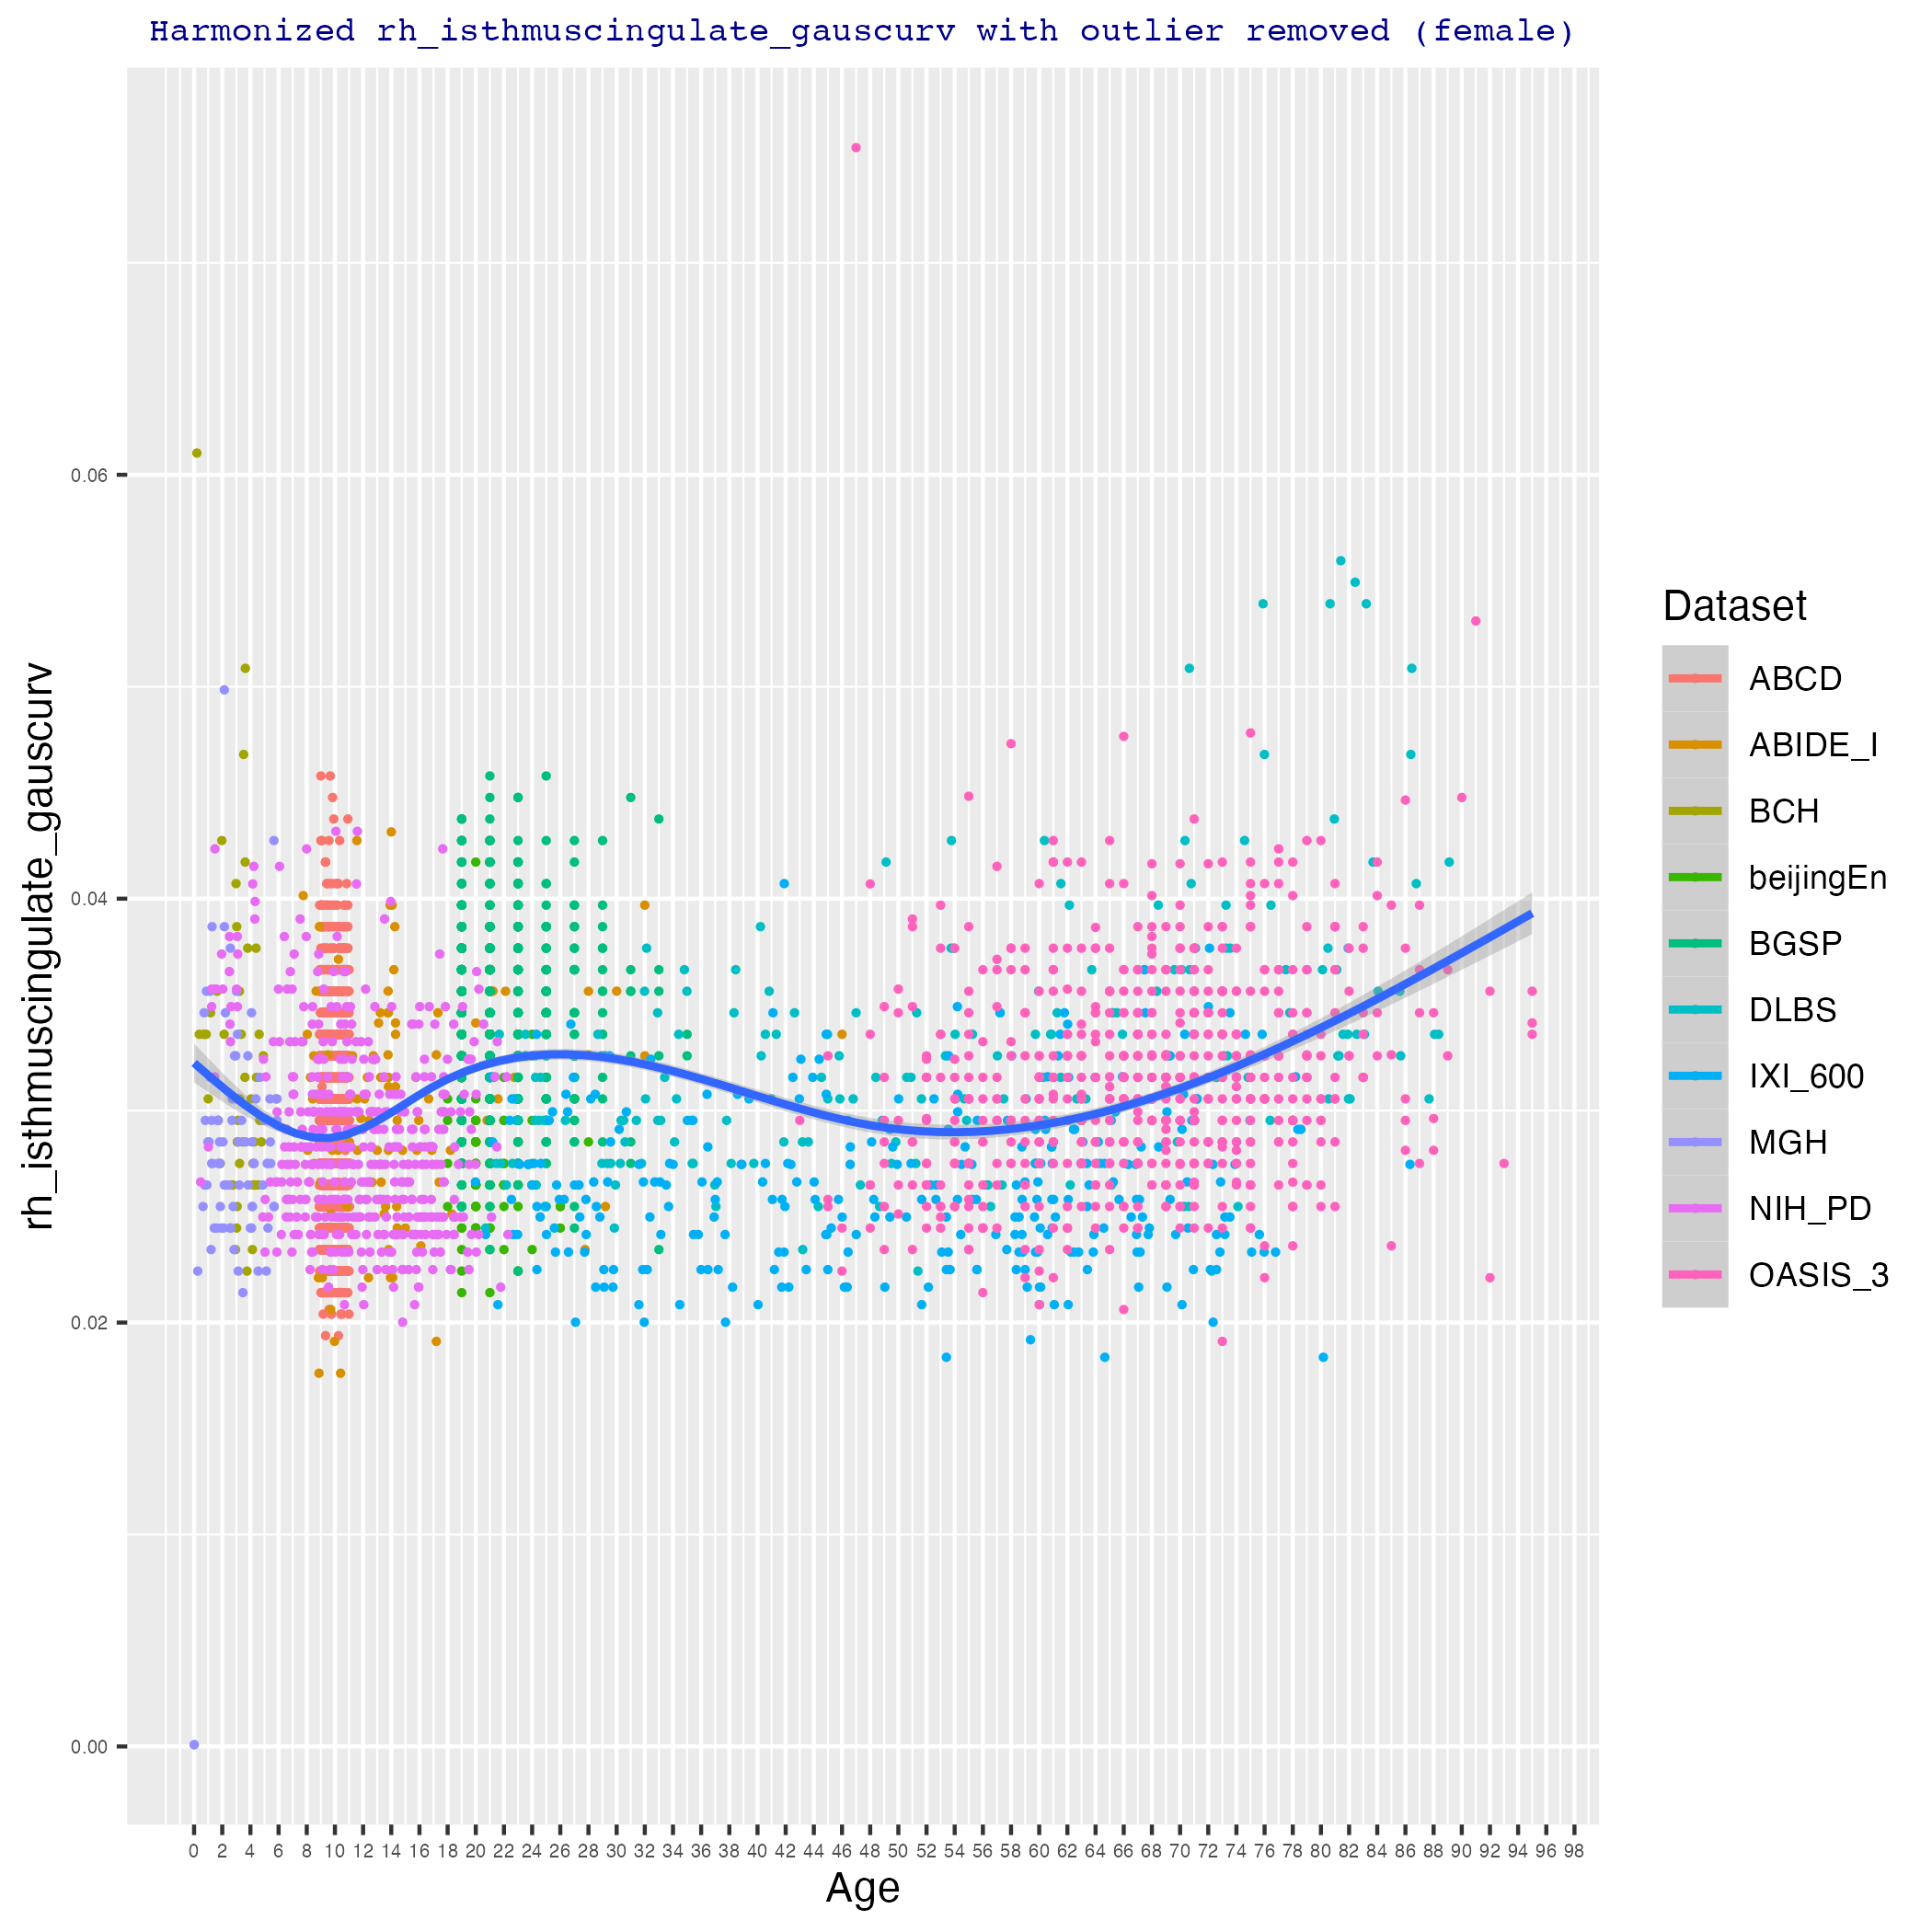 Harmonized rh_isthmuscingulate_gauscurv with outlier removed (female)
rh_isthmuscingulate_gauscurv
0.06
0.04
0.02
0.00
0 2 4 6 8 10 12 14 16 18 20 22 24 26 28 30 32 34 36 38 40 42 44 46 48 50 52 54 56 58 60 62 64 66 68 70 72 74 76 78 80 82 84 86 88 90 92 94 96 98
Age
Dataset
ABCD
ABIDE_I
BCH
beijingEn
BGSP
DLBS
IXI_600
MGH
NIH_PD
OASIS_3